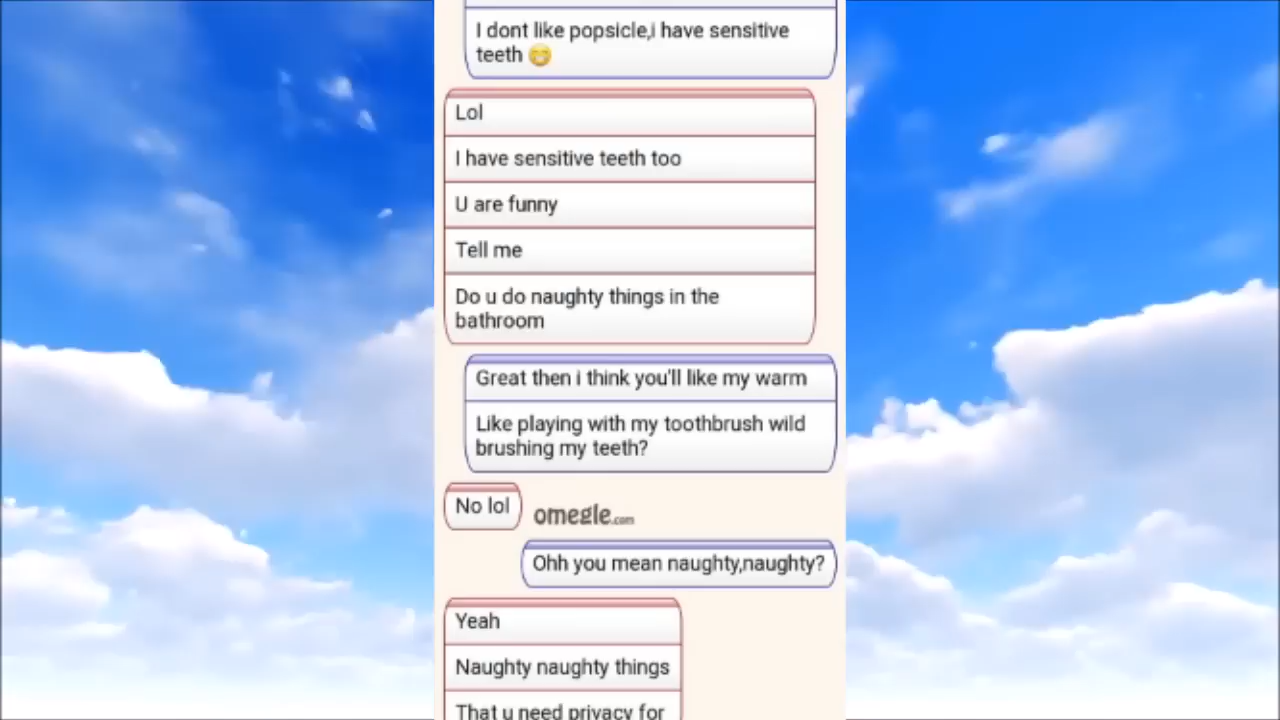 I dont like popsicle,i have sensitive
teeth 😁
Lol
I have sensitive teeth too
U are funny
Tell me
Do u do naughty things in the
bathroom
Great then i think you'll like my warm
Like playing with my toothbrush wild
brushing my teeth?
No lol
omegle.com
Ohh you mean naughty,naughty?
Yeah
Naughty naughty things
That u need privacy for